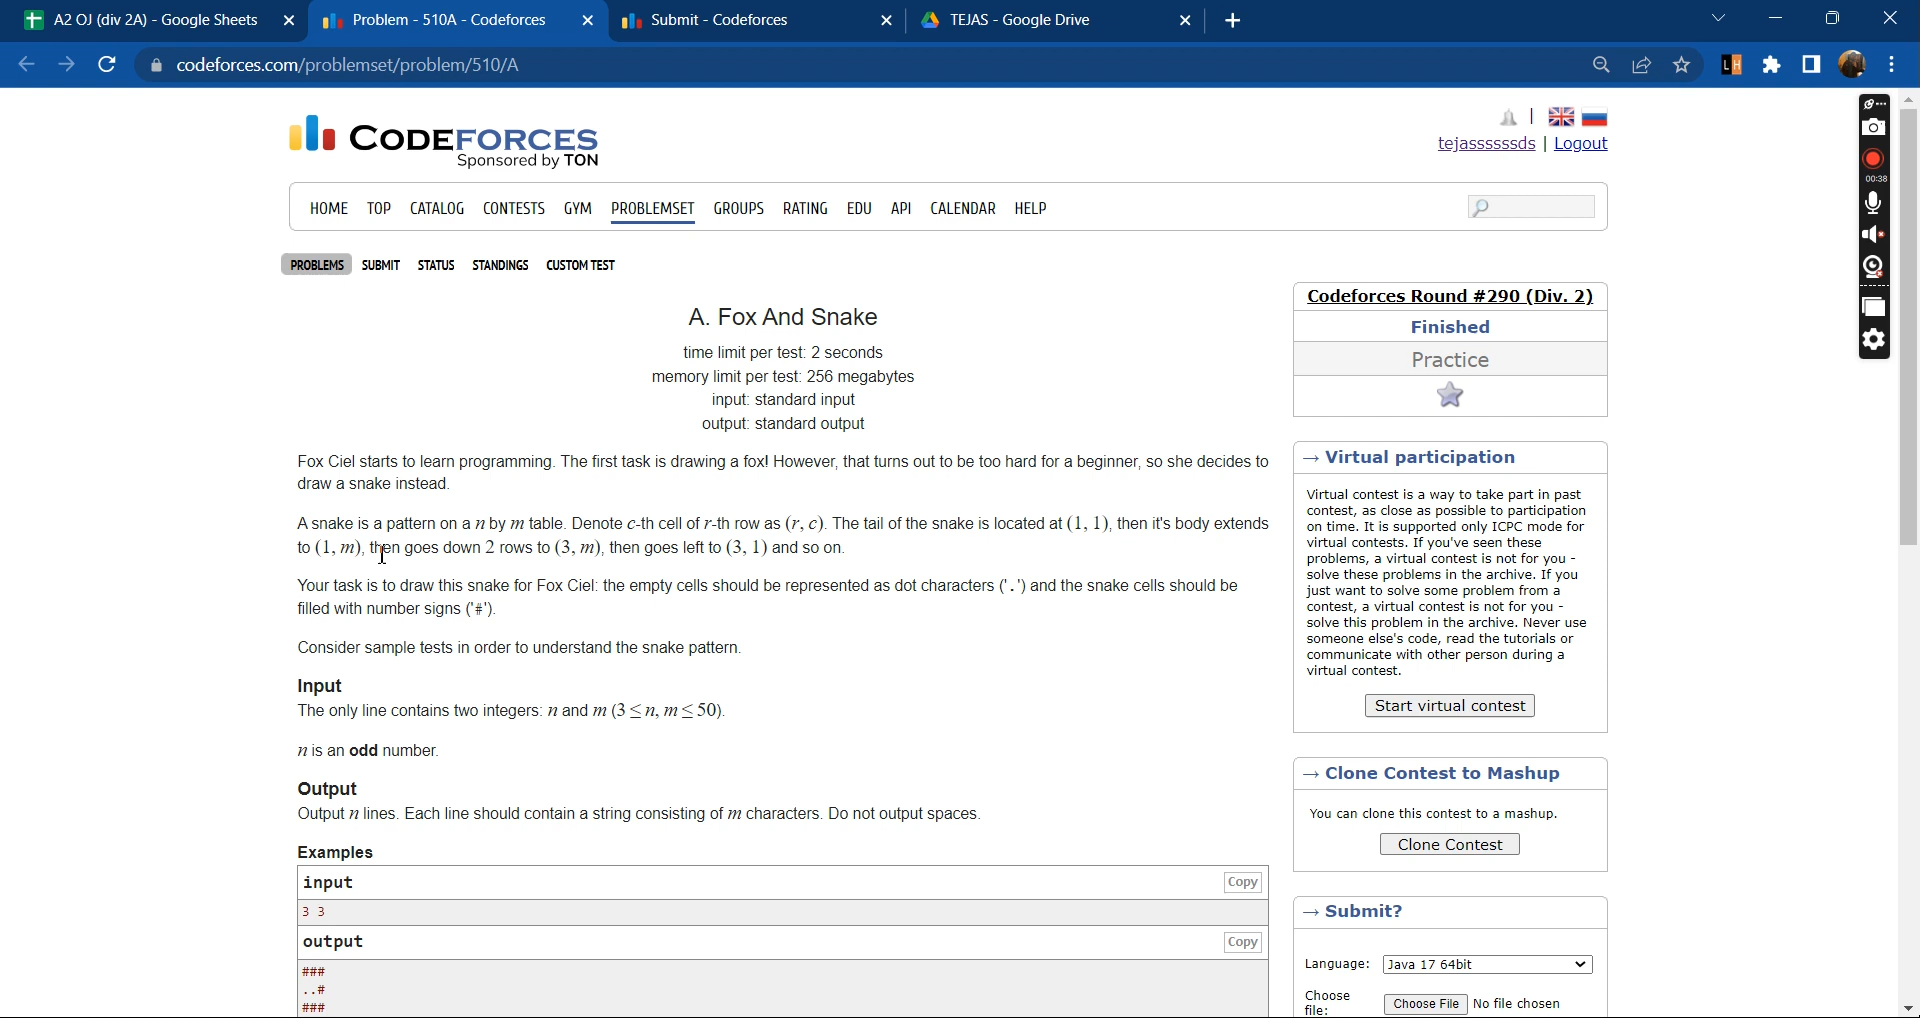 A2 OJ (div 2A) - Google Sheets
Problem - 510A - Codeforces
Submit - Codeforces
TEJAS - Google Drive
codeforces.com/problemset/problem/510/A
LH
CODEFORCES
Sponsored by TON
tejasssssds | Logout
HOME TOP CATALOG CONTESTS GYM PROBLEMSET GROUPS RATING EDU API CALENDAR HELP
00:38
PROBLEMS SUBMIT STATUS STANDINGS CUSTOM TEST
A. Fox And Snake
time limit per test: 2 seconds
memory limit per test: 256 megabytes
input: standard input
output: standard output
Fox Ciel starts to learn programming. The first task is drawing a fox! However, that turns out to be too hard for a beginner, so she decides to
draw a snake instead.
A snake is a pattern on a n by m table. Denote c-th cell of r-th row as (r, c). The tail of the snake is located at (1, 1), then it's body extends
to (1, m), then goes down 2 rows to (3, m), then goes left to (3, 1) and so on.
Your task is to draw this snake for Fox Ciel: the empty cells should be represented as dot characters ('.') and the snake cells should be
filled with number signs ('#').
Consider sample tests in order to understand the snake pattern.
Input
The only line contains two integers: n and m (3 ≤ n, m ≤ 50).
n is an odd number.
Output
Output n lines. Each line should contain a string consisting of m characters. Do not output spaces.
Examples
input
Copy
3 3
output
Copy
###
..#
###
Codeforces Round #290 (Div. 2)
Finished
Practice
→ Virtual participation
Virtual contest is a way to take part in past
contest, as close as possible to participation
on time. It is supported only ICPC mode for
virtual contests. If you've seen these
problems, a virtual contest is not for you -
solve these problems in the archive. If you
just want to solve some problem from a
contest, a virtual contest is not for you -
solve this problem in the archive. Never use
someone else's code, read the tutorials or
communicate with other person during a
virtual contest.
Start virtual contest
→ Clone Contest to Mashup
You can clone this contest to a mashup.
Clone Contest
→ Submit?
Language: Java 17 64bit
Choose
file:
Choose File No file chosen